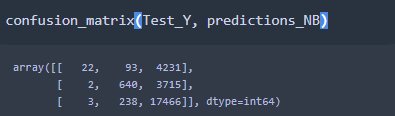 confusion_matrix(Test_Y, predictions_NB)
array([[ 22, 93, 4231],
[ 2, 640, 3715],
[ 3, 238, 17466]], dtype=int64)